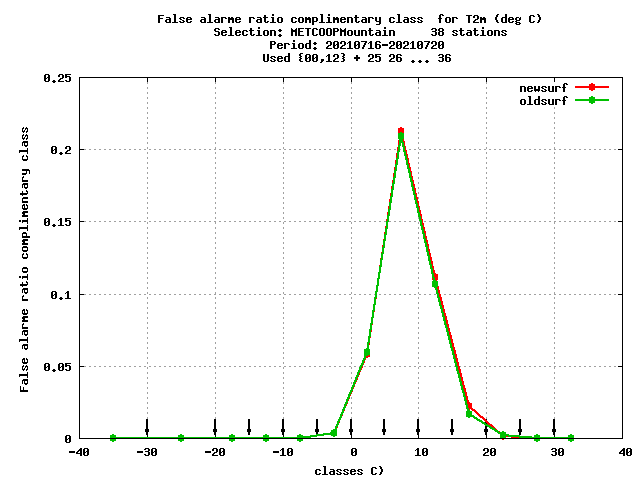 False alarme ratio complimentary class  for T2m (deg C)
Selection: METCOOPMountain     38 stations
Period: 20210716-20210720
Used {00,12} + 25 26 ... 36
newsurf
oldsurf
False alarme ratio complimentary class
0.25
0.2
0.15
0.1
0.05
0
-40 -30 -20 -10 0 10 20 30 40
classes C)